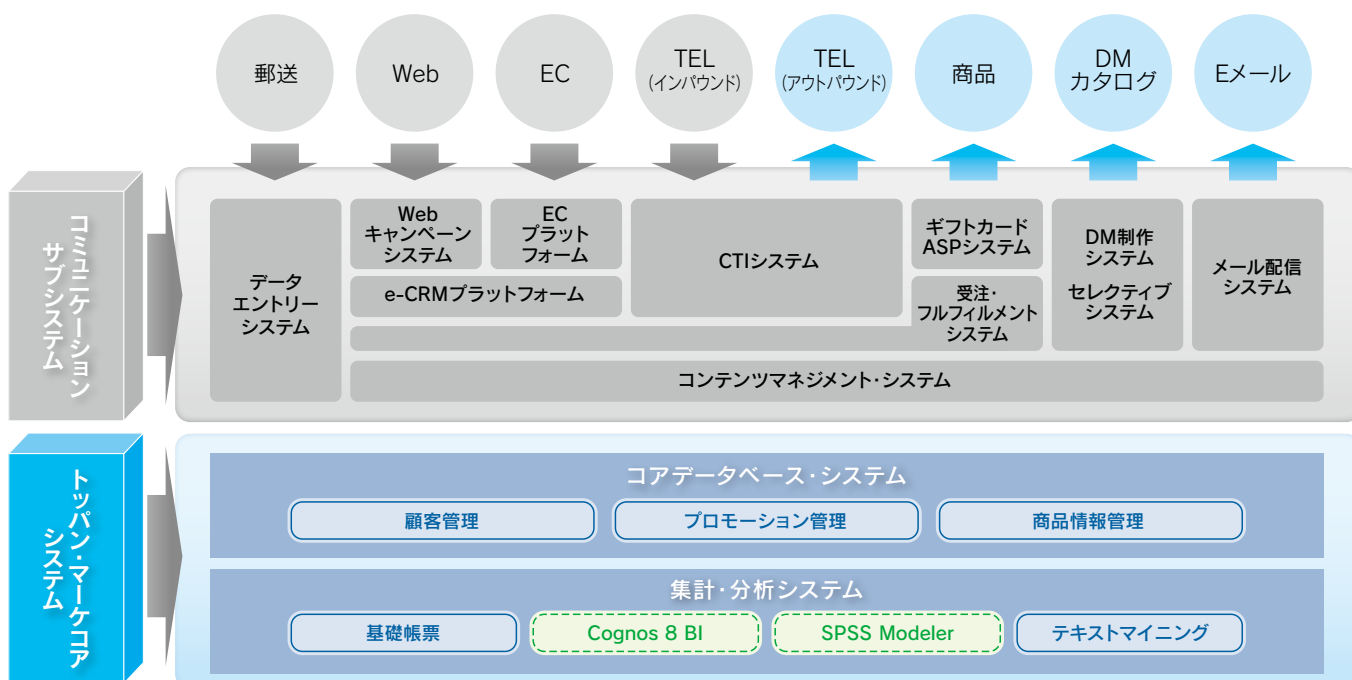 郵送
Web
EC
TEL
(インバウンド)
TEL
(アウトバウンド)
商品
DM
カタログ
Eメール
コミュニケーション
サブシステム
データ
エントリー
システム
Web
キャンペーン
システム
EC
プラット
フォーム
e-CRMプラットフォーム
CTIシステム
ギフトカード
ASPシステム
受注・
フルフィルメント
システム
DM制作
システム
セレクティブ
システム
メール配信
システム
コンテンツマネジメント・システム
トッパン・マーケコア
システム
コアデータベース・システム
顧客管理
プロモーション管理
商品情報管理
集計・分析システム
基礎帳票
Cognos 8 BI
SPSS Modeler
テキストマイニング